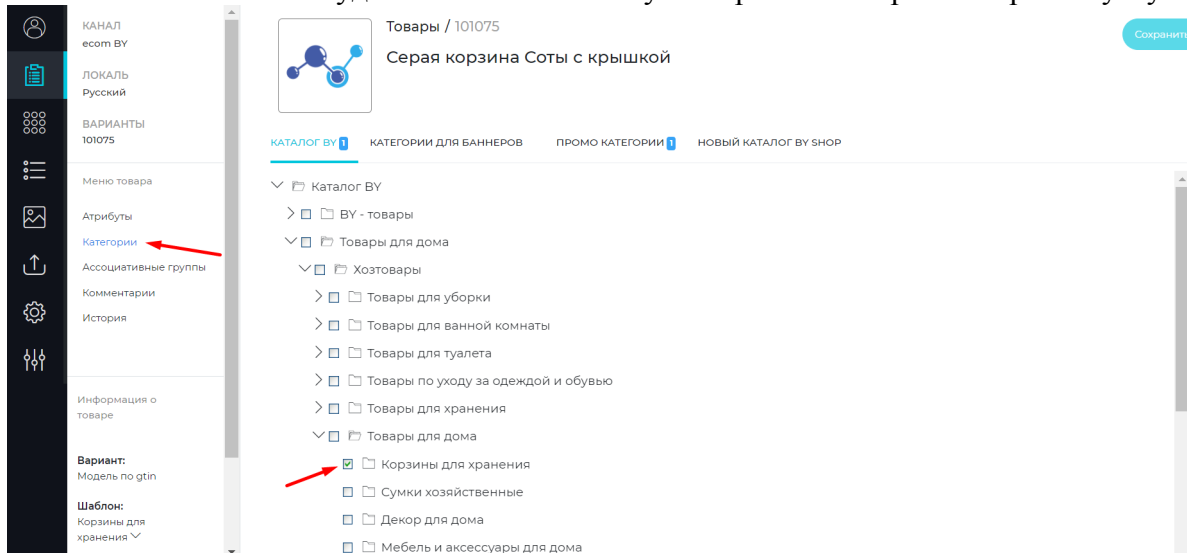 КАНАЛ
ecom BY
ЛОКАЛЬ
Русский
ВАРИАНТЫ
101075
Меню товара
Атрибуты
Категории
Ассоциативные группы
Комментарии
История
Информация о
товаре
Вариант:
Модель по gtin
Шаблон:
Корзины для
хранения
Товары / 101075
Серая корзина Соты с крышкой
Сохранить
КАТАЛОГ BY 1 КАТЕГОРИИ ДЛЯ БАННЕРОВ ПРОМО КАТЕГОРИИ 1 НОВЫЙ КАТАЛОГ BY SHOP
Каталог BY
BY - товары
Товары для дома
Хозтовары
Товары для уборки
Товары для ванной комнаты
Товары для туалета
Товары по уходу за одеждой и обувью
Товары для хранения
Товары для дома
Корзины для хранения
Сумки хозяйственные
Декор для дома
Мебель и аксессуары для дома